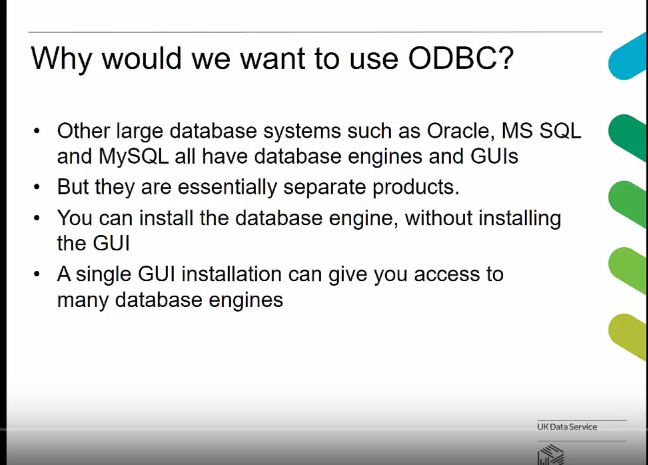 Why would we want to use ODBC?
• Other large database systems such as Oracle, MS SQL
and MySQL all have database engines and GUIs
• But they are essentially separate products.
• You can install the database engine, without installing
the GUI
• A single GUI installation can give you access to
many database engines
UK Data Service